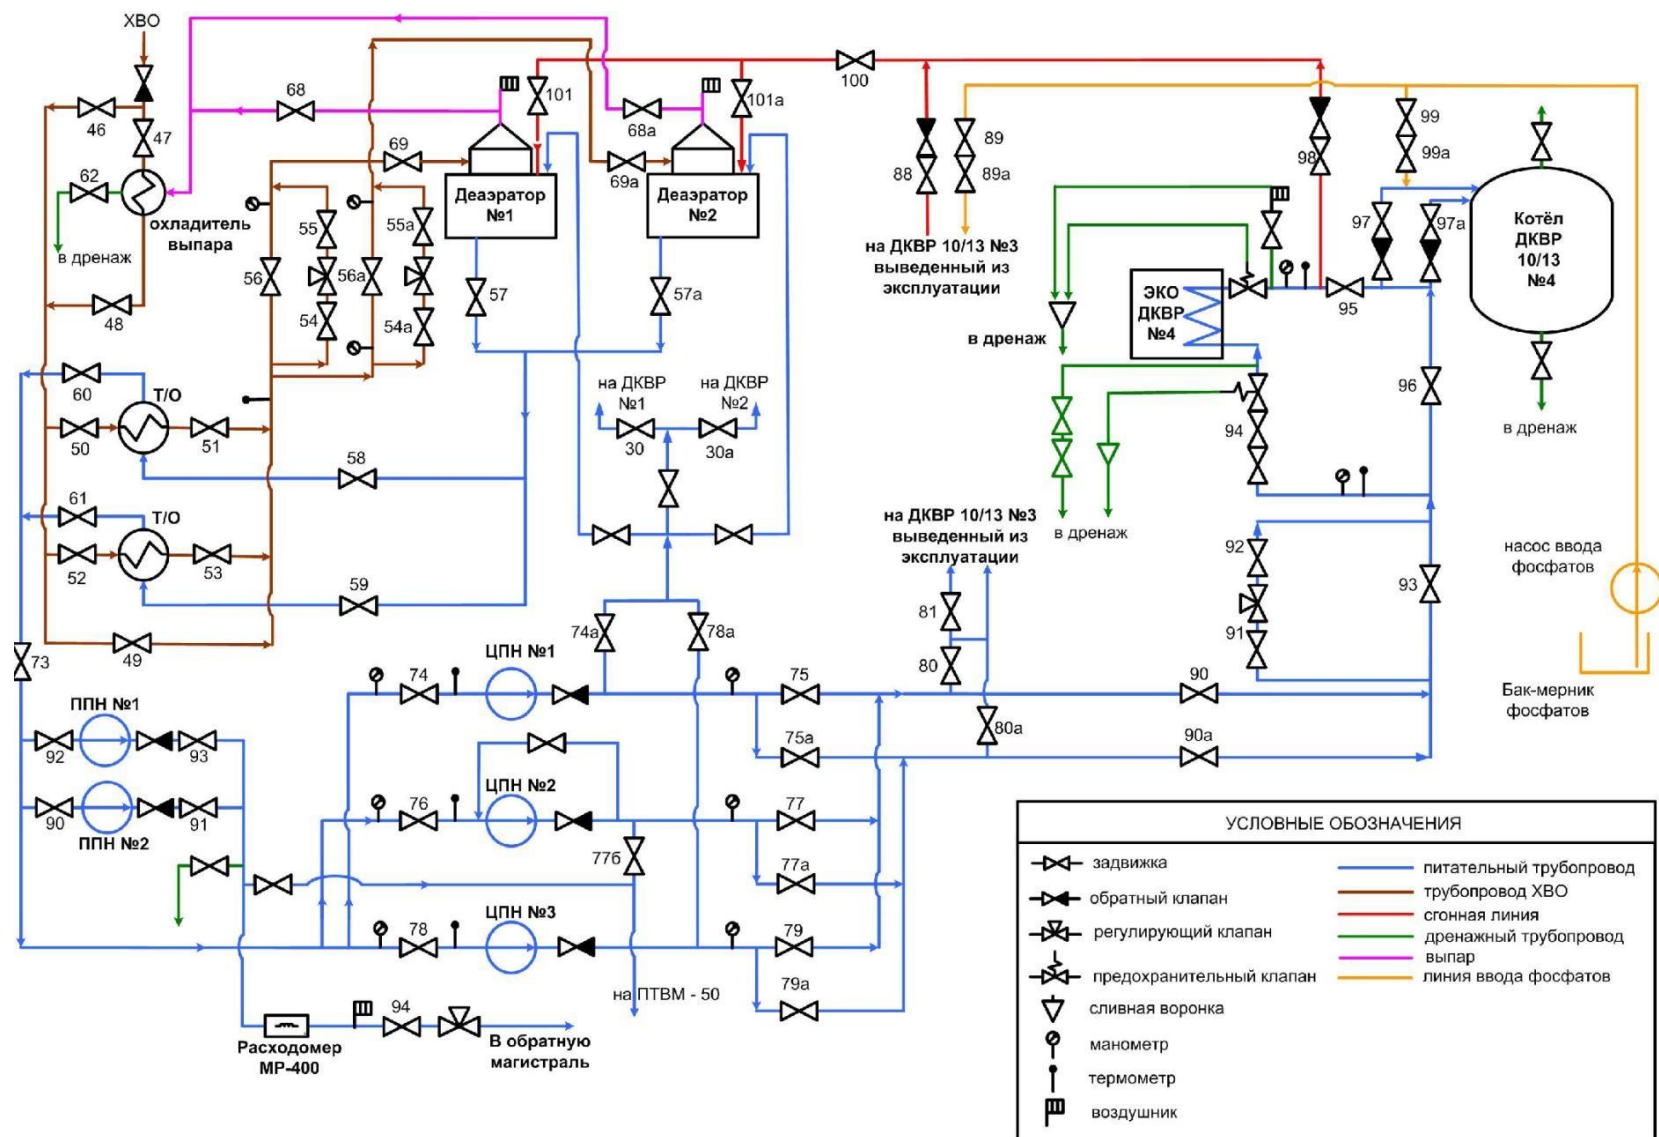 ХВО
46
47
62
охладитель
выпара
в дренаж
48
68
68а
101
101а
69
69а
Деаэратор
№1
Деаэратор
№2
55
55а
56
56а
54
54а
57
57а
60
Т/О
50
51
58
61
Т/О
52
53
59
49
73
на ДКВР
№1
на ДКВР
№2
30
30а
100
88
89
89а
на ДКВР 10/13 №3
выведенный из
эксплуатации
98
99
99а
97
97а
Котёл
ДКВР
10/13
№4
в дренаж
ЭКО
ДКВР
№4
95
96
в дренаж
94
в дренаж
92
91
93
насос ввода
фосфатов
Бак-мерник
фосфатов
на ДКВР 10/13 №3
выведенный из
эксплуатации
81
80
80а
74а
78а
ЦПН №1
74
75
75а
90
90а
ППН №1
92
93
ППН №2
90
91
ЦПН №2
76
77
77а
77б
ЦПН №3
78
79
79а
на ПТВМ - 50
94
Расходомер
МР-400
В обратную
магистраль
УСЛОВНЫЕ ОБОЗНАЧЕНИЯ
задвижка
обратный клапан
регулирующий клапан
предохранительный клапан
сливная воронка
манометр
термометр
воздушник
питательный трубопровод
трубопровод ХВО
сгонная линия
дренажный трубопровод
выпар
линия ввода фосфатов